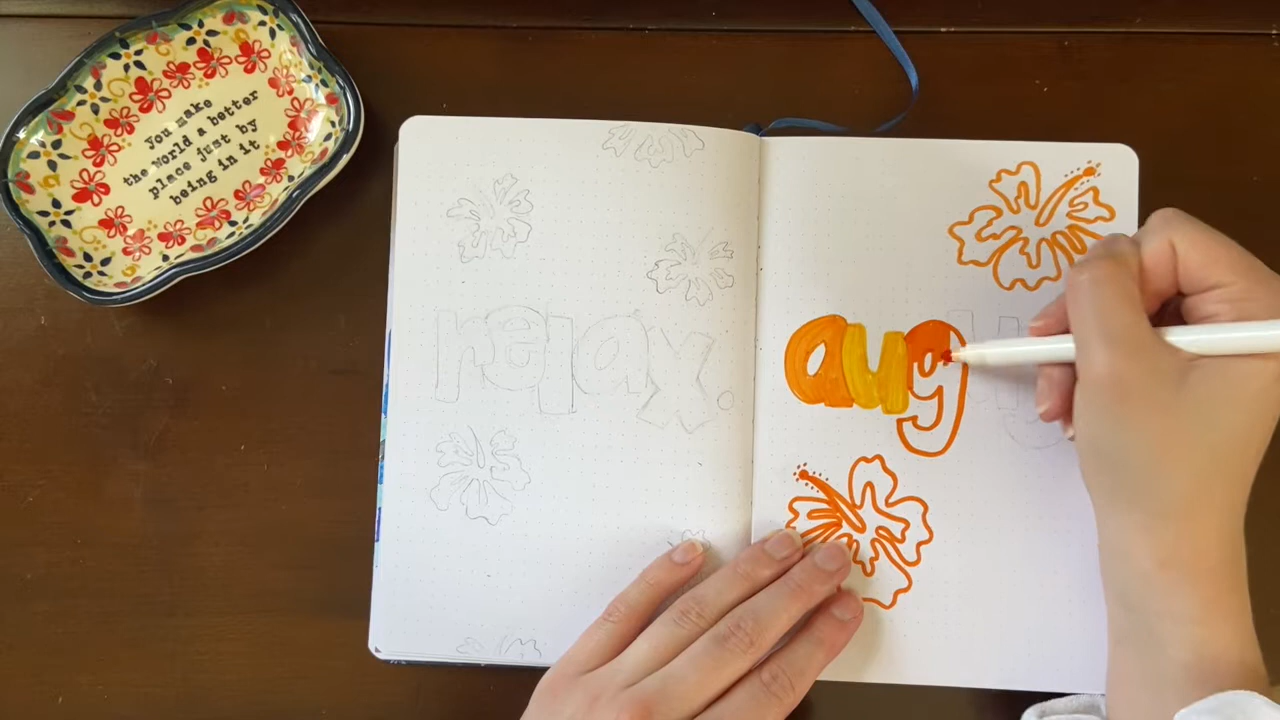 you make
the world a better
place just by
being in it
relax.
aug